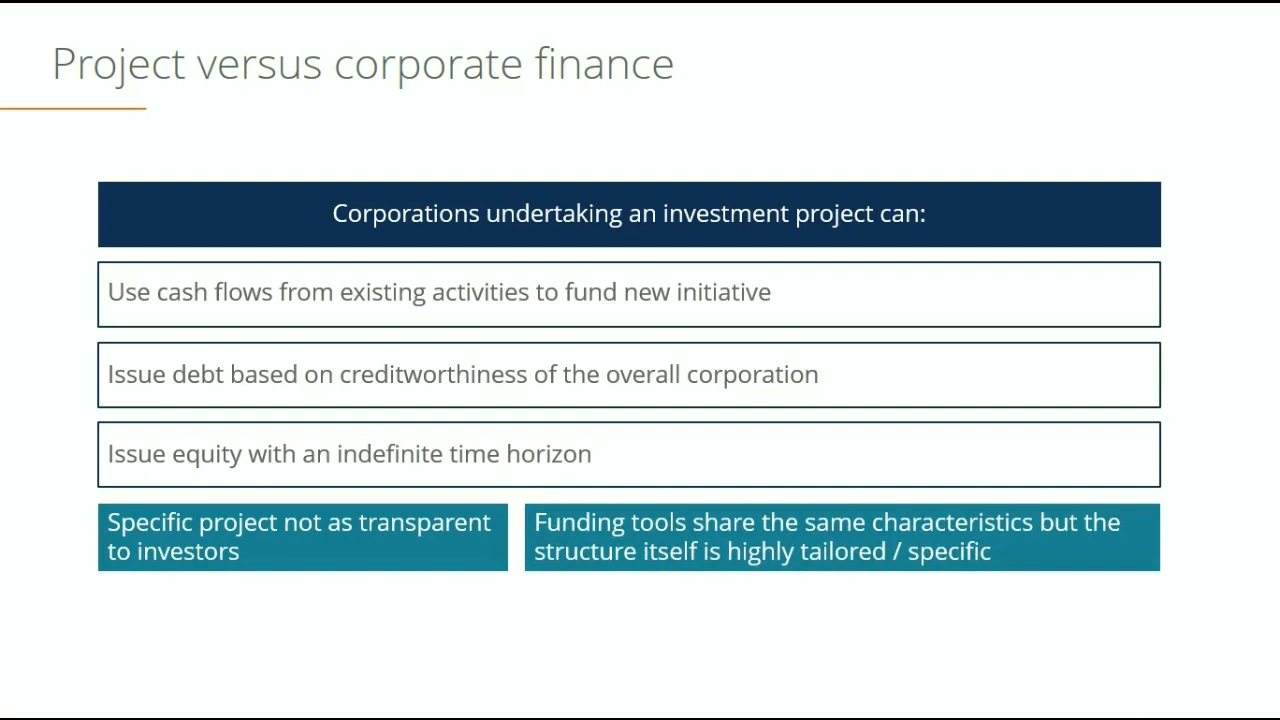 Project versus corporate finance
Corporations undertaking an investment project can:
Use cash flows from existing activities to fund new initiative
Issue debt based on creditworthiness of the overall corporation
Issue equity with an indefinite time horizon
Specific project not as transparent
to investors
Funding tools share the same characteristics but the
structure itself is highly tailored / specific